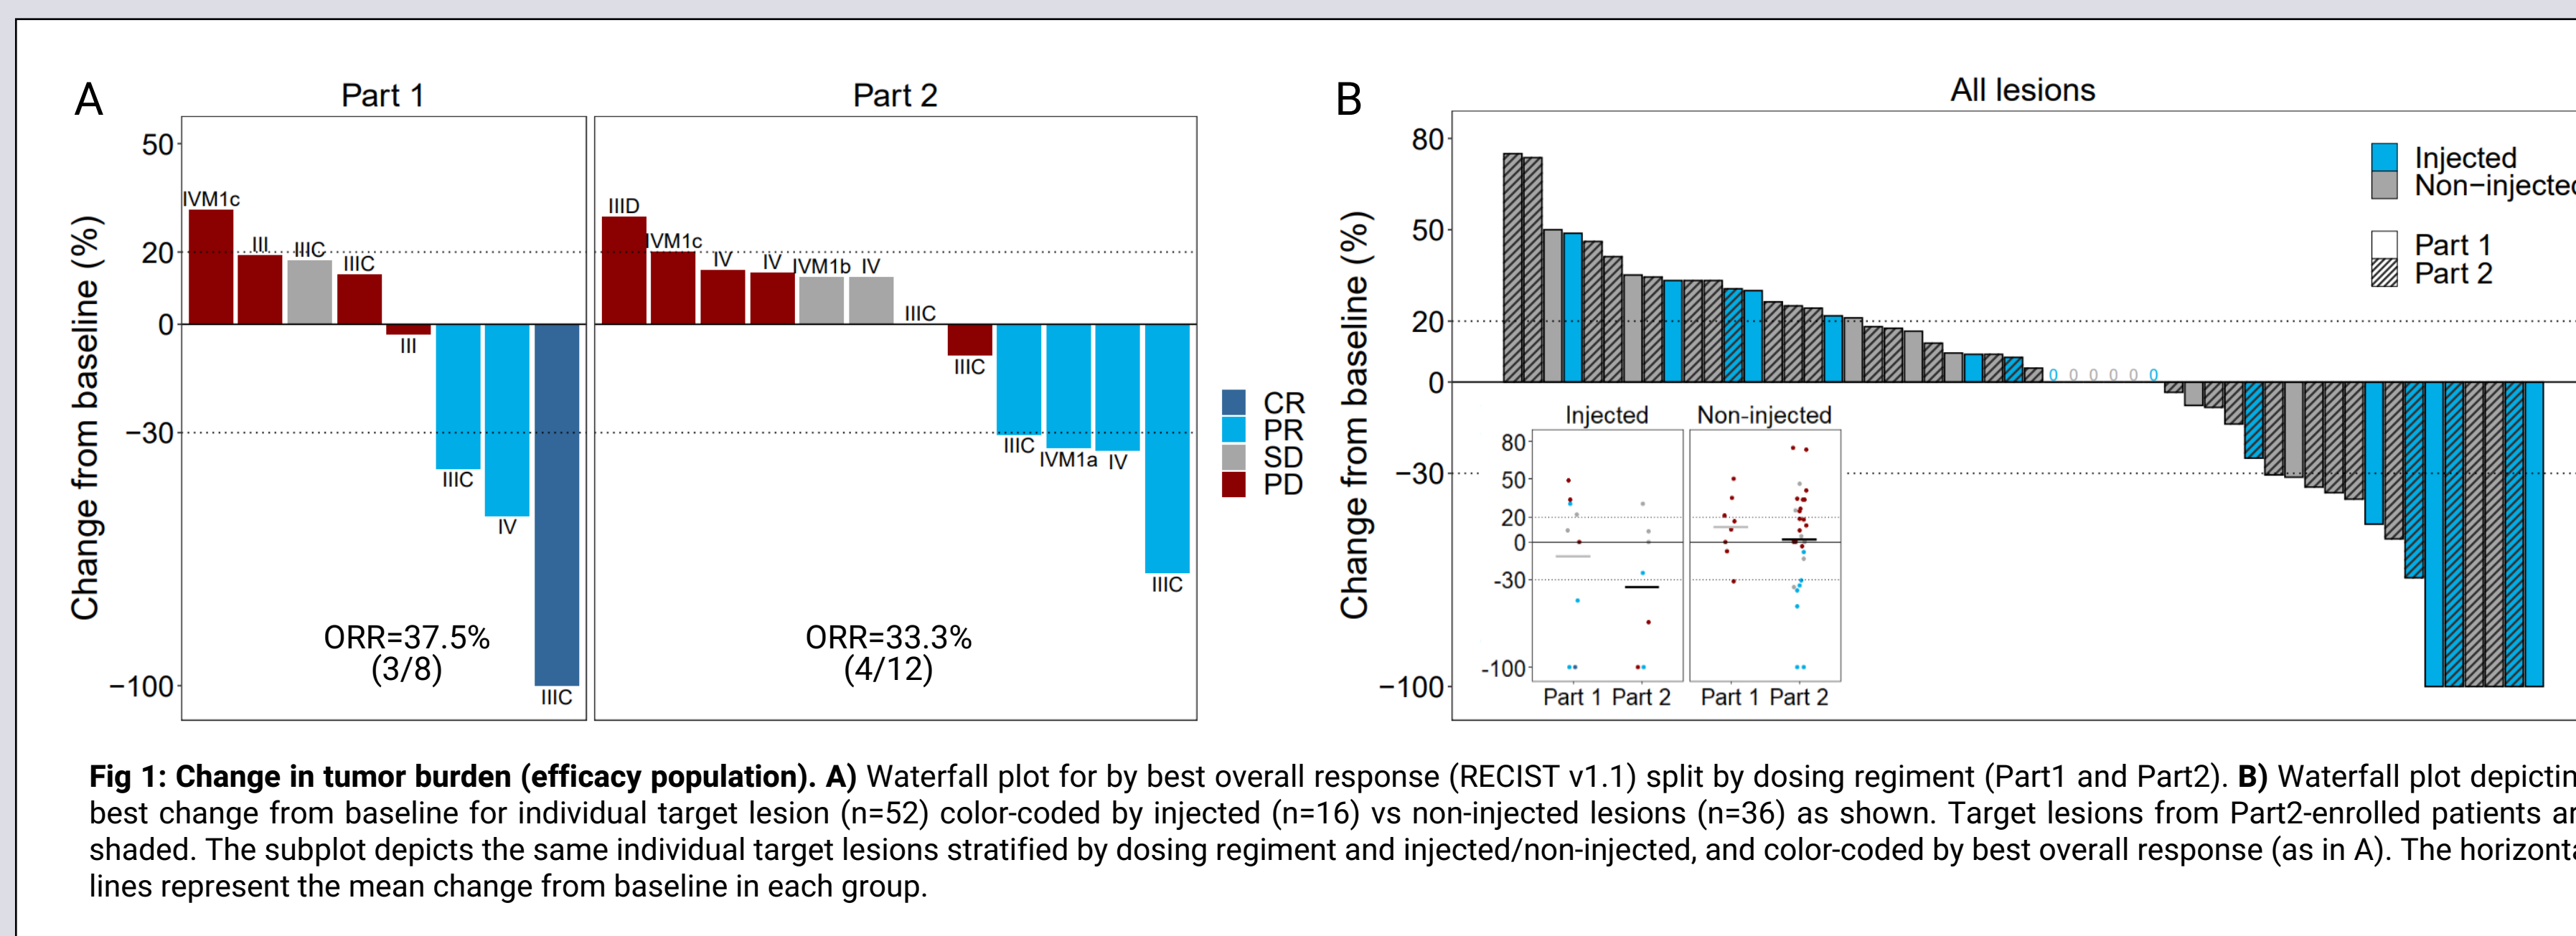 A
Part 1
Part 2
Change from baseline (%)
50
20
0
−30
−100
IVM1c
III
IIIC
IIIC
III
IIIC
IV
IIIC
ORR=37.5%
(3/8)
IIID
IVM1c
IV
IV
IVM1b
IV
IIIC
IIIC
IIIC
IVM1a
IV
IIIC
ORR=33.3%
(4/12)
CR
PR
SD
PD
B
All lesions
Change from baseline (%)
80
50
20
0
−30
−100
Injected
Non−injected
Part 1
Part 2
0 0 0 0 0 0
Injected
Non-injected
80
50
20
0
-30
-100
Part 1 Part 2
Part 1 Part 2
Fig 1: Change in tumor burden (efficacy population). A) Waterfall plot for by best overall response (RECIST v1.1) split by dosing regiment (Part1 and Part2). B) Waterfall plot depictin
best change from baseline for individual target lesion (n=52) color-coded by injected (n=16) vs non-injected lesions (n=36) as shown. Target lesions from Part2-enrolled patients ar
shaded. The subplot depicts the same individual target lesions stratified by dosing regiment and injected/non-injected, and color-coded by best overall response (as in A). The horizonta
lines represent the mean change from baseline in each group.